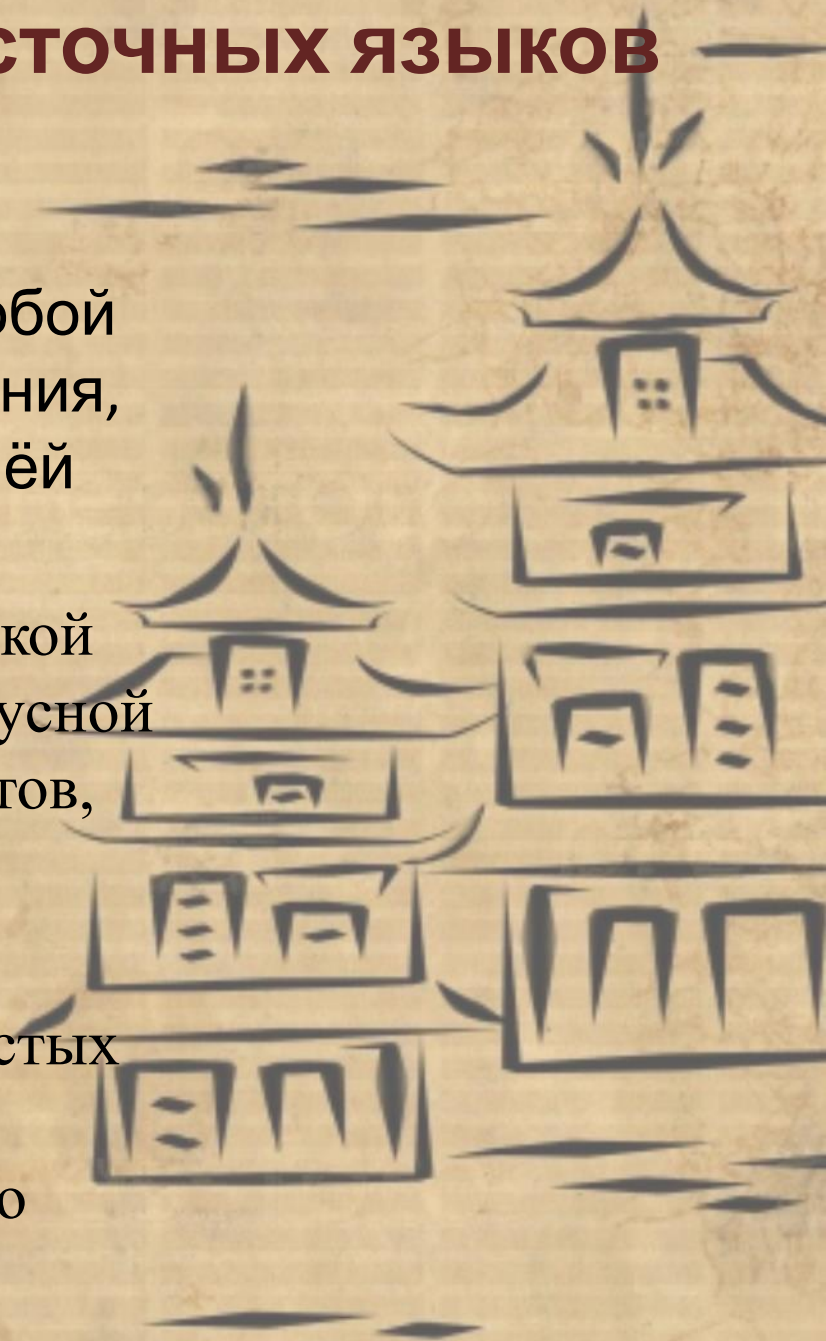 сточных языков
обой
ния,
ёй
кой
усной
тов,
стых
о